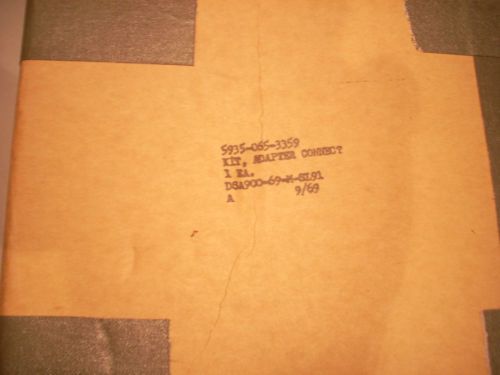 5935-065-3359
KIT, ADAPTER CONNECT
1 EA.
DSA900-69-M-SL91
A 9/69